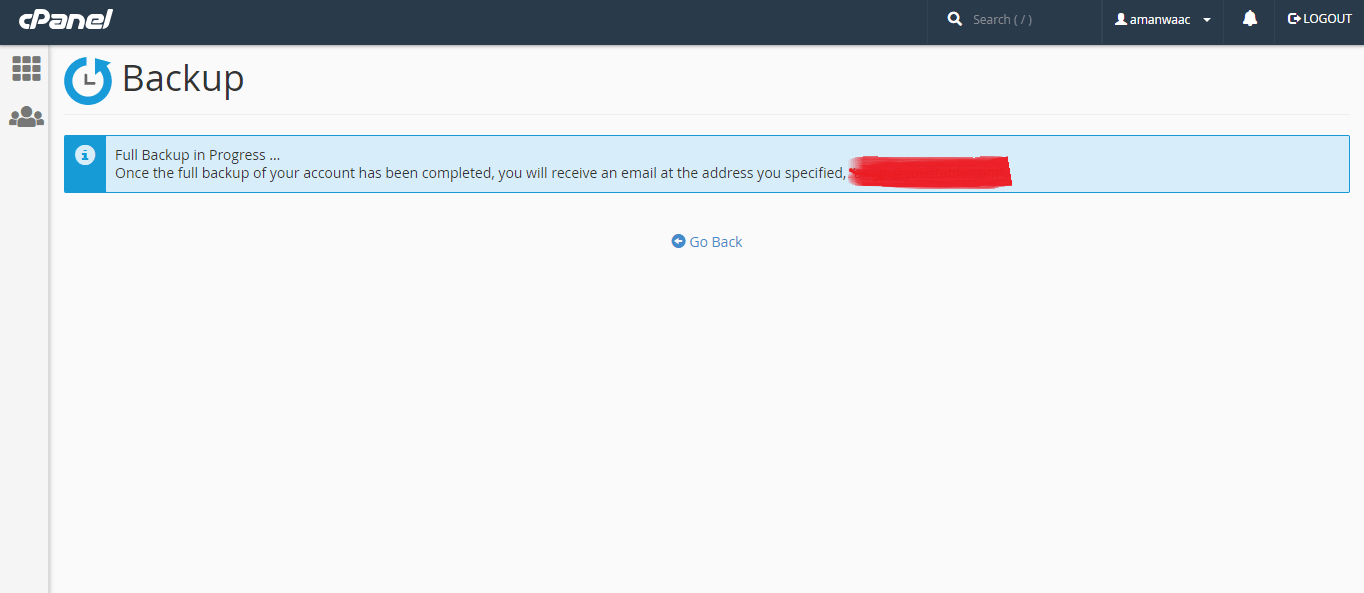 cPanel
Search ( / )
amanwaac
LOGOUT
Backup
Full Backup in Progress ...
Once the full backup of your account has been completed, you will receive an email at the address you specified,
Go Back